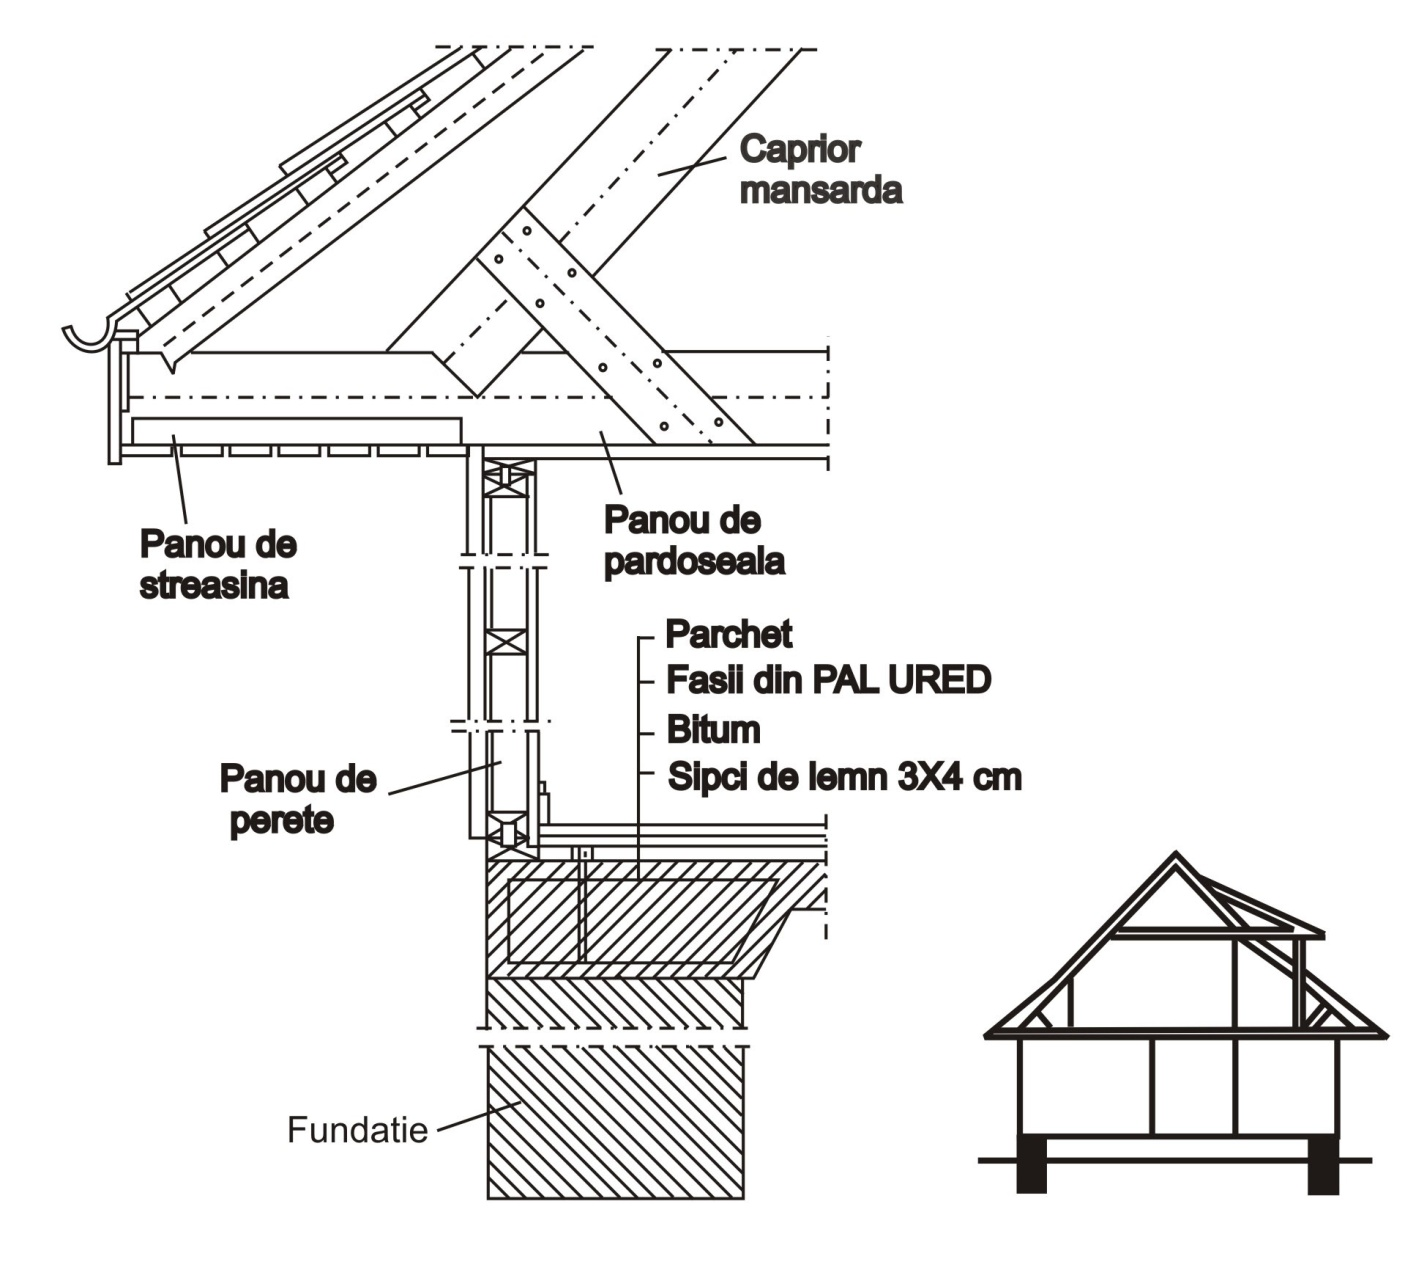 Caprior
mansarda
Panou de
pardoseala
Panou de
streasina
Parchet
Fasii din PAL URED
Bitum
Sipci de lemn 3X4 cm
Panou de
perete
Fundatie